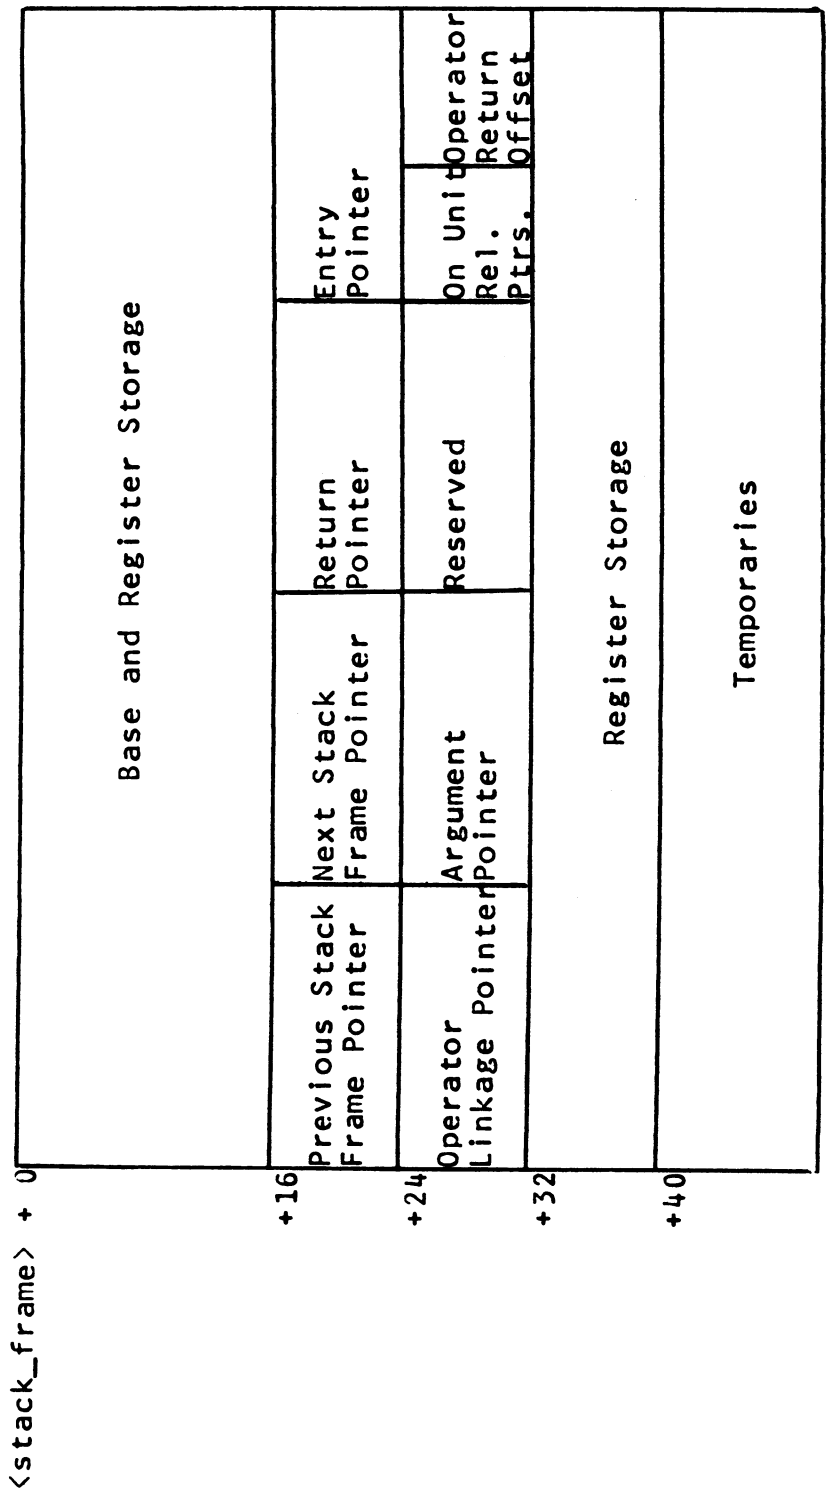 <stack_frame> + 0
Base and Register Storage
+16
Previous Stack
Frame Pointer
Next Stack
Frame Pointer
Return
Pointer
Entry
Pointer
+24
Operator
Linkage Pointer
Argument
Pointer
Reserved
On Unit
Rel.
Ptrs.
Operator
Return
Offset
+32
Register Storage
+40
Temporaries